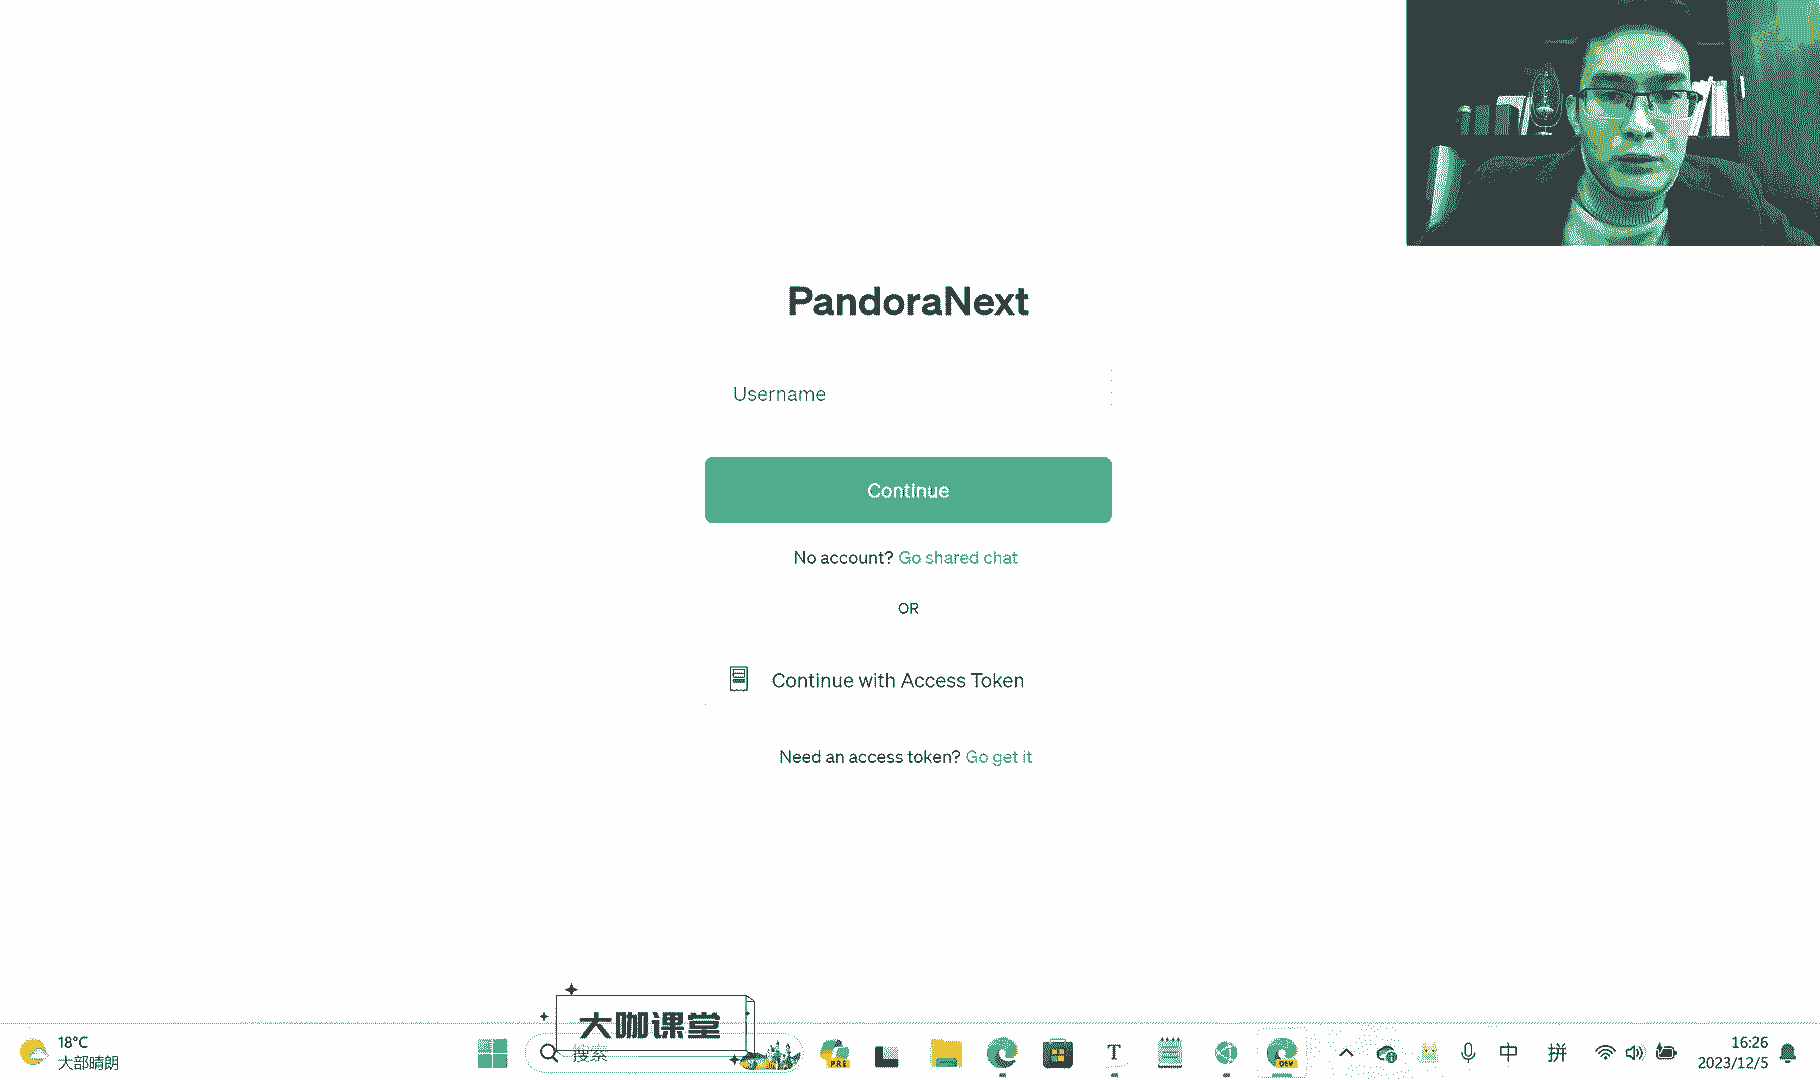 PandoraNext
Username
Continue
No account? Go shared chat
OR
Continue with Access Token
Need an access token? Go get it
大咖课堂
18°C
大部晴朗
搜索
PRE
T
DEV
中
拼
16:26
2023/12/5